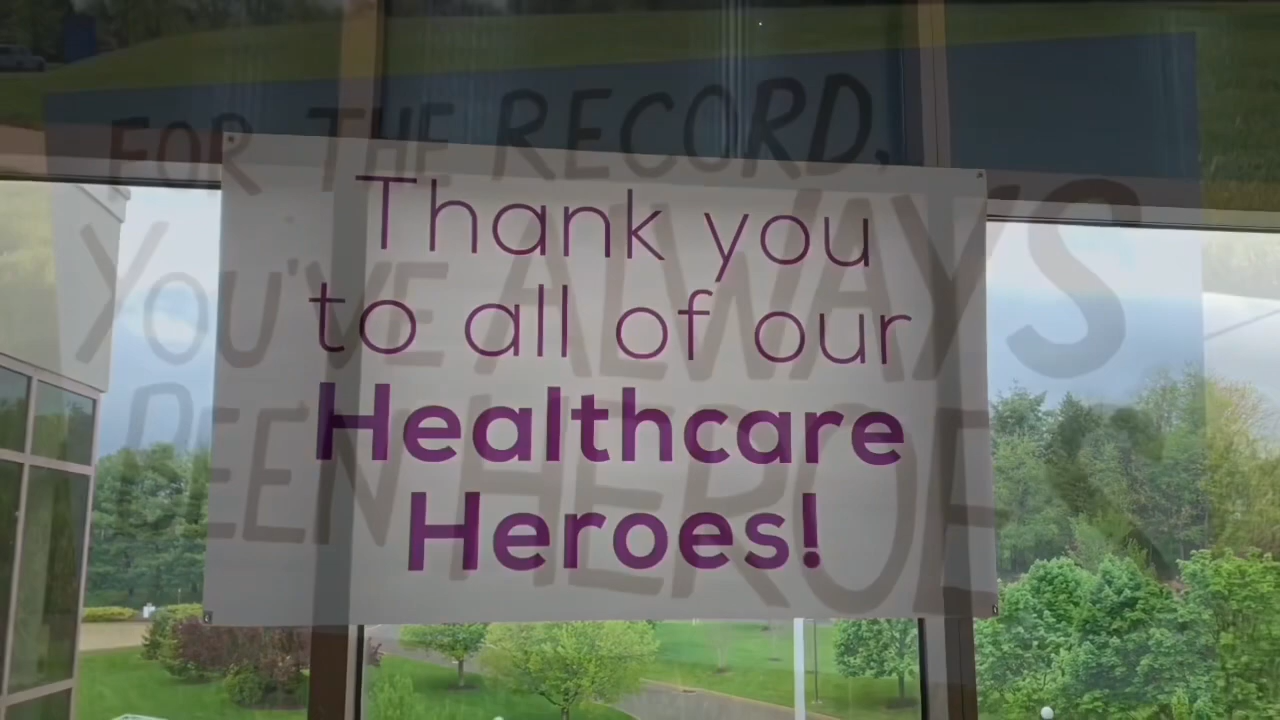 FOR THE RECORD,
YOU'VE ALWAYS
BEEN HEROES
Thank you
to all of our
Healthcare
Heroes!